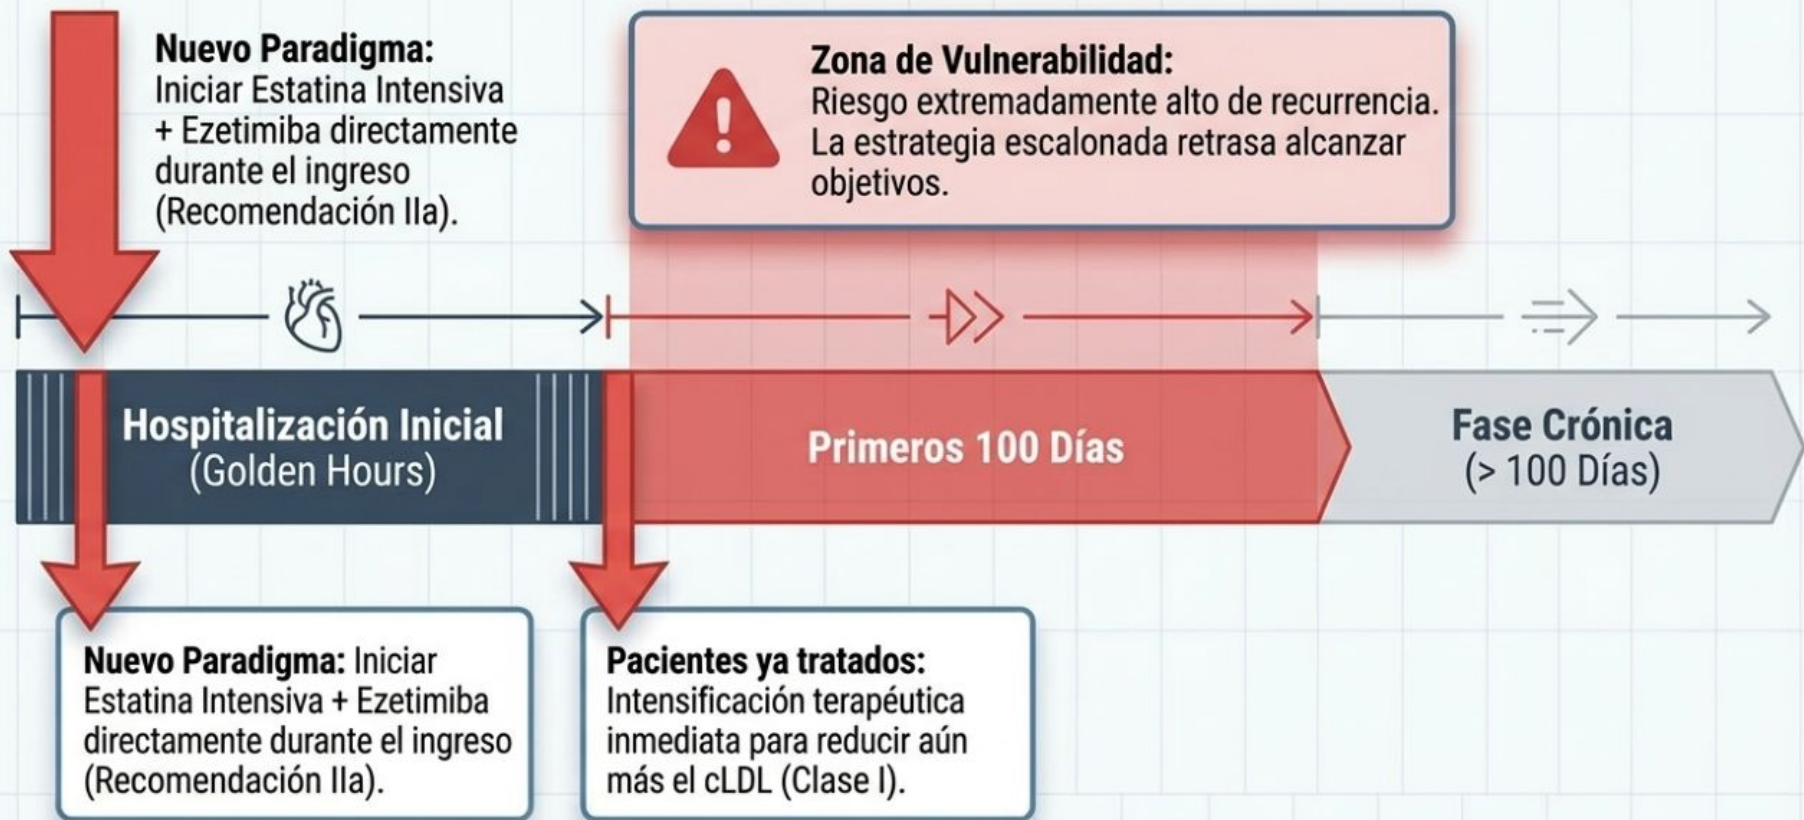 Nuevo Paradigma:
Iniciar Estatina Intensiva
+ Ezetimiba directamente
durante el ingreso
(Recomendación IIa).
Zona de Vulnerabilidad:
Riesgo extremadamente alto de recurrencia.
La estrategia escalonada retrasa alcanzar
objetivos.
Hospitalización Inicial
(Golden Hours)
Primeros 100 Días
Fase Crónica
(> 100 Días)
Nuevo Paradigma: Iniciar
Estatina Intensiva + Ezetimiba
directamente durante el ingreso
(Recomendación IIa).
Pacientes ya tratados:
Intensificación terapéutica
inmediata para reducir aún
más el cLDL (Clase I).